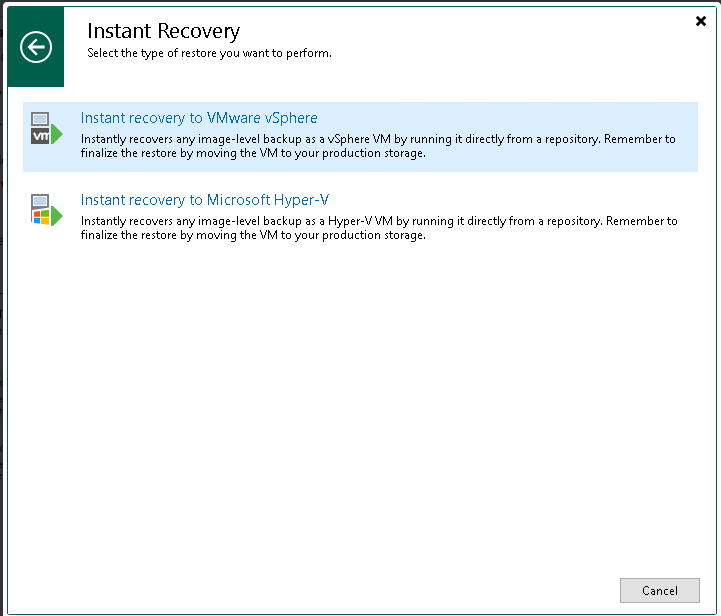 Instant Recovery
Select the type of restore you want to perform.
Instant recovery to VMware vSphere
Instantly recovers any image-level backup as a vSphere VM by running it directly from a repository. Remember to
finalize the restore by moving the VM to your production storage.
vm
Instant recovery to Microsoft Hyper-V
Instantly recovers any image-level backup as a Hyper-V VM by running it directly from a repository. Remember to
finalize the restore by moving the VM to your production storage.
Cancel